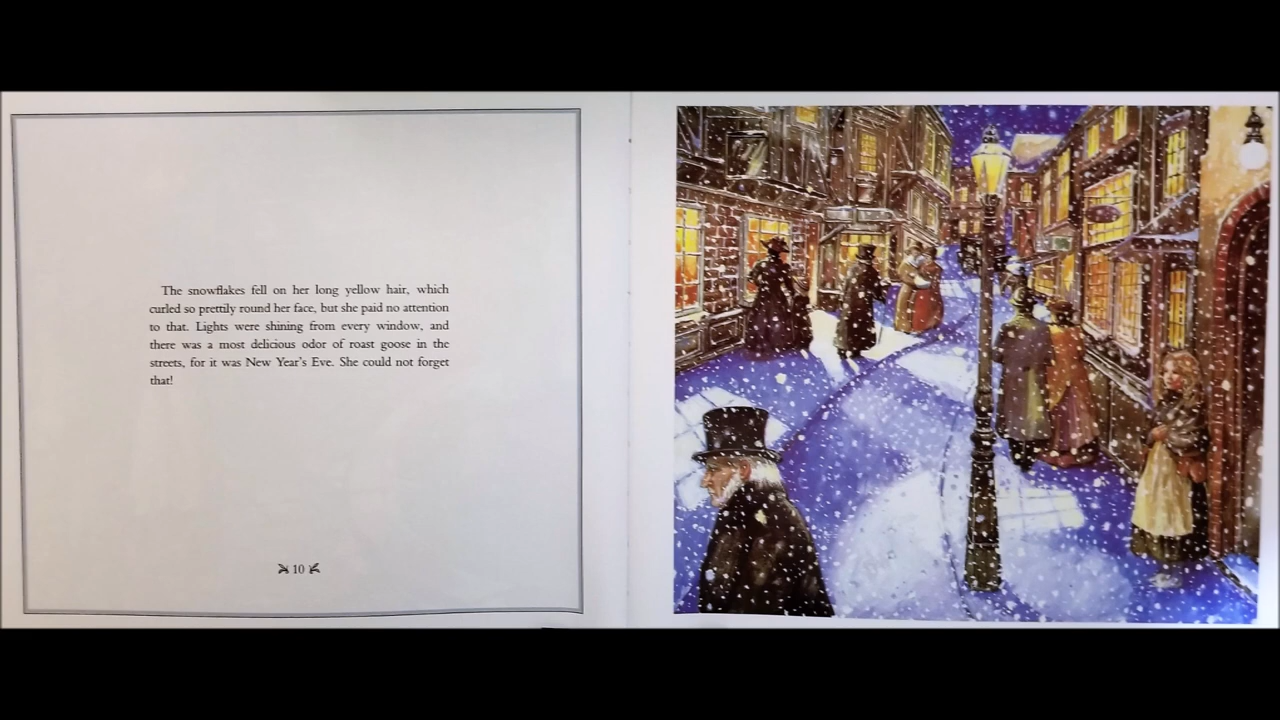 The snowflakes fell on her long yellow hair, which
curled so prettily round her face, but she paid no attention
to that. Lights were shining from every window, and
there was a most delicious odor of roast goose in the
streets, for it was New Year’s Eve. She could not forget
that!
10